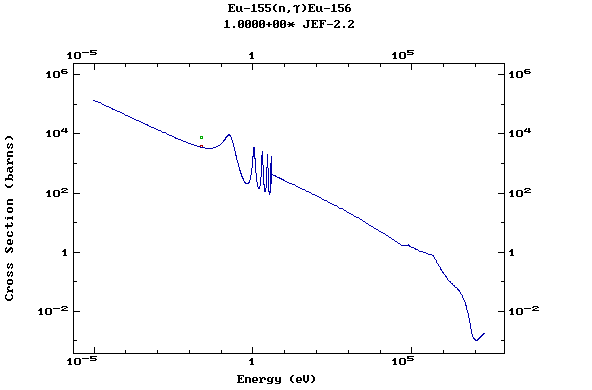 Eu-155(n,γ)Eu-156
1.0000+00* JEF-2.2
10-5 1 10+5
10+6 10+6
10+4 10+4
10+2 10+2
1 1
10-2 10-2
10-5 1 10+5
Cross Section (barns)
Energy (eV)